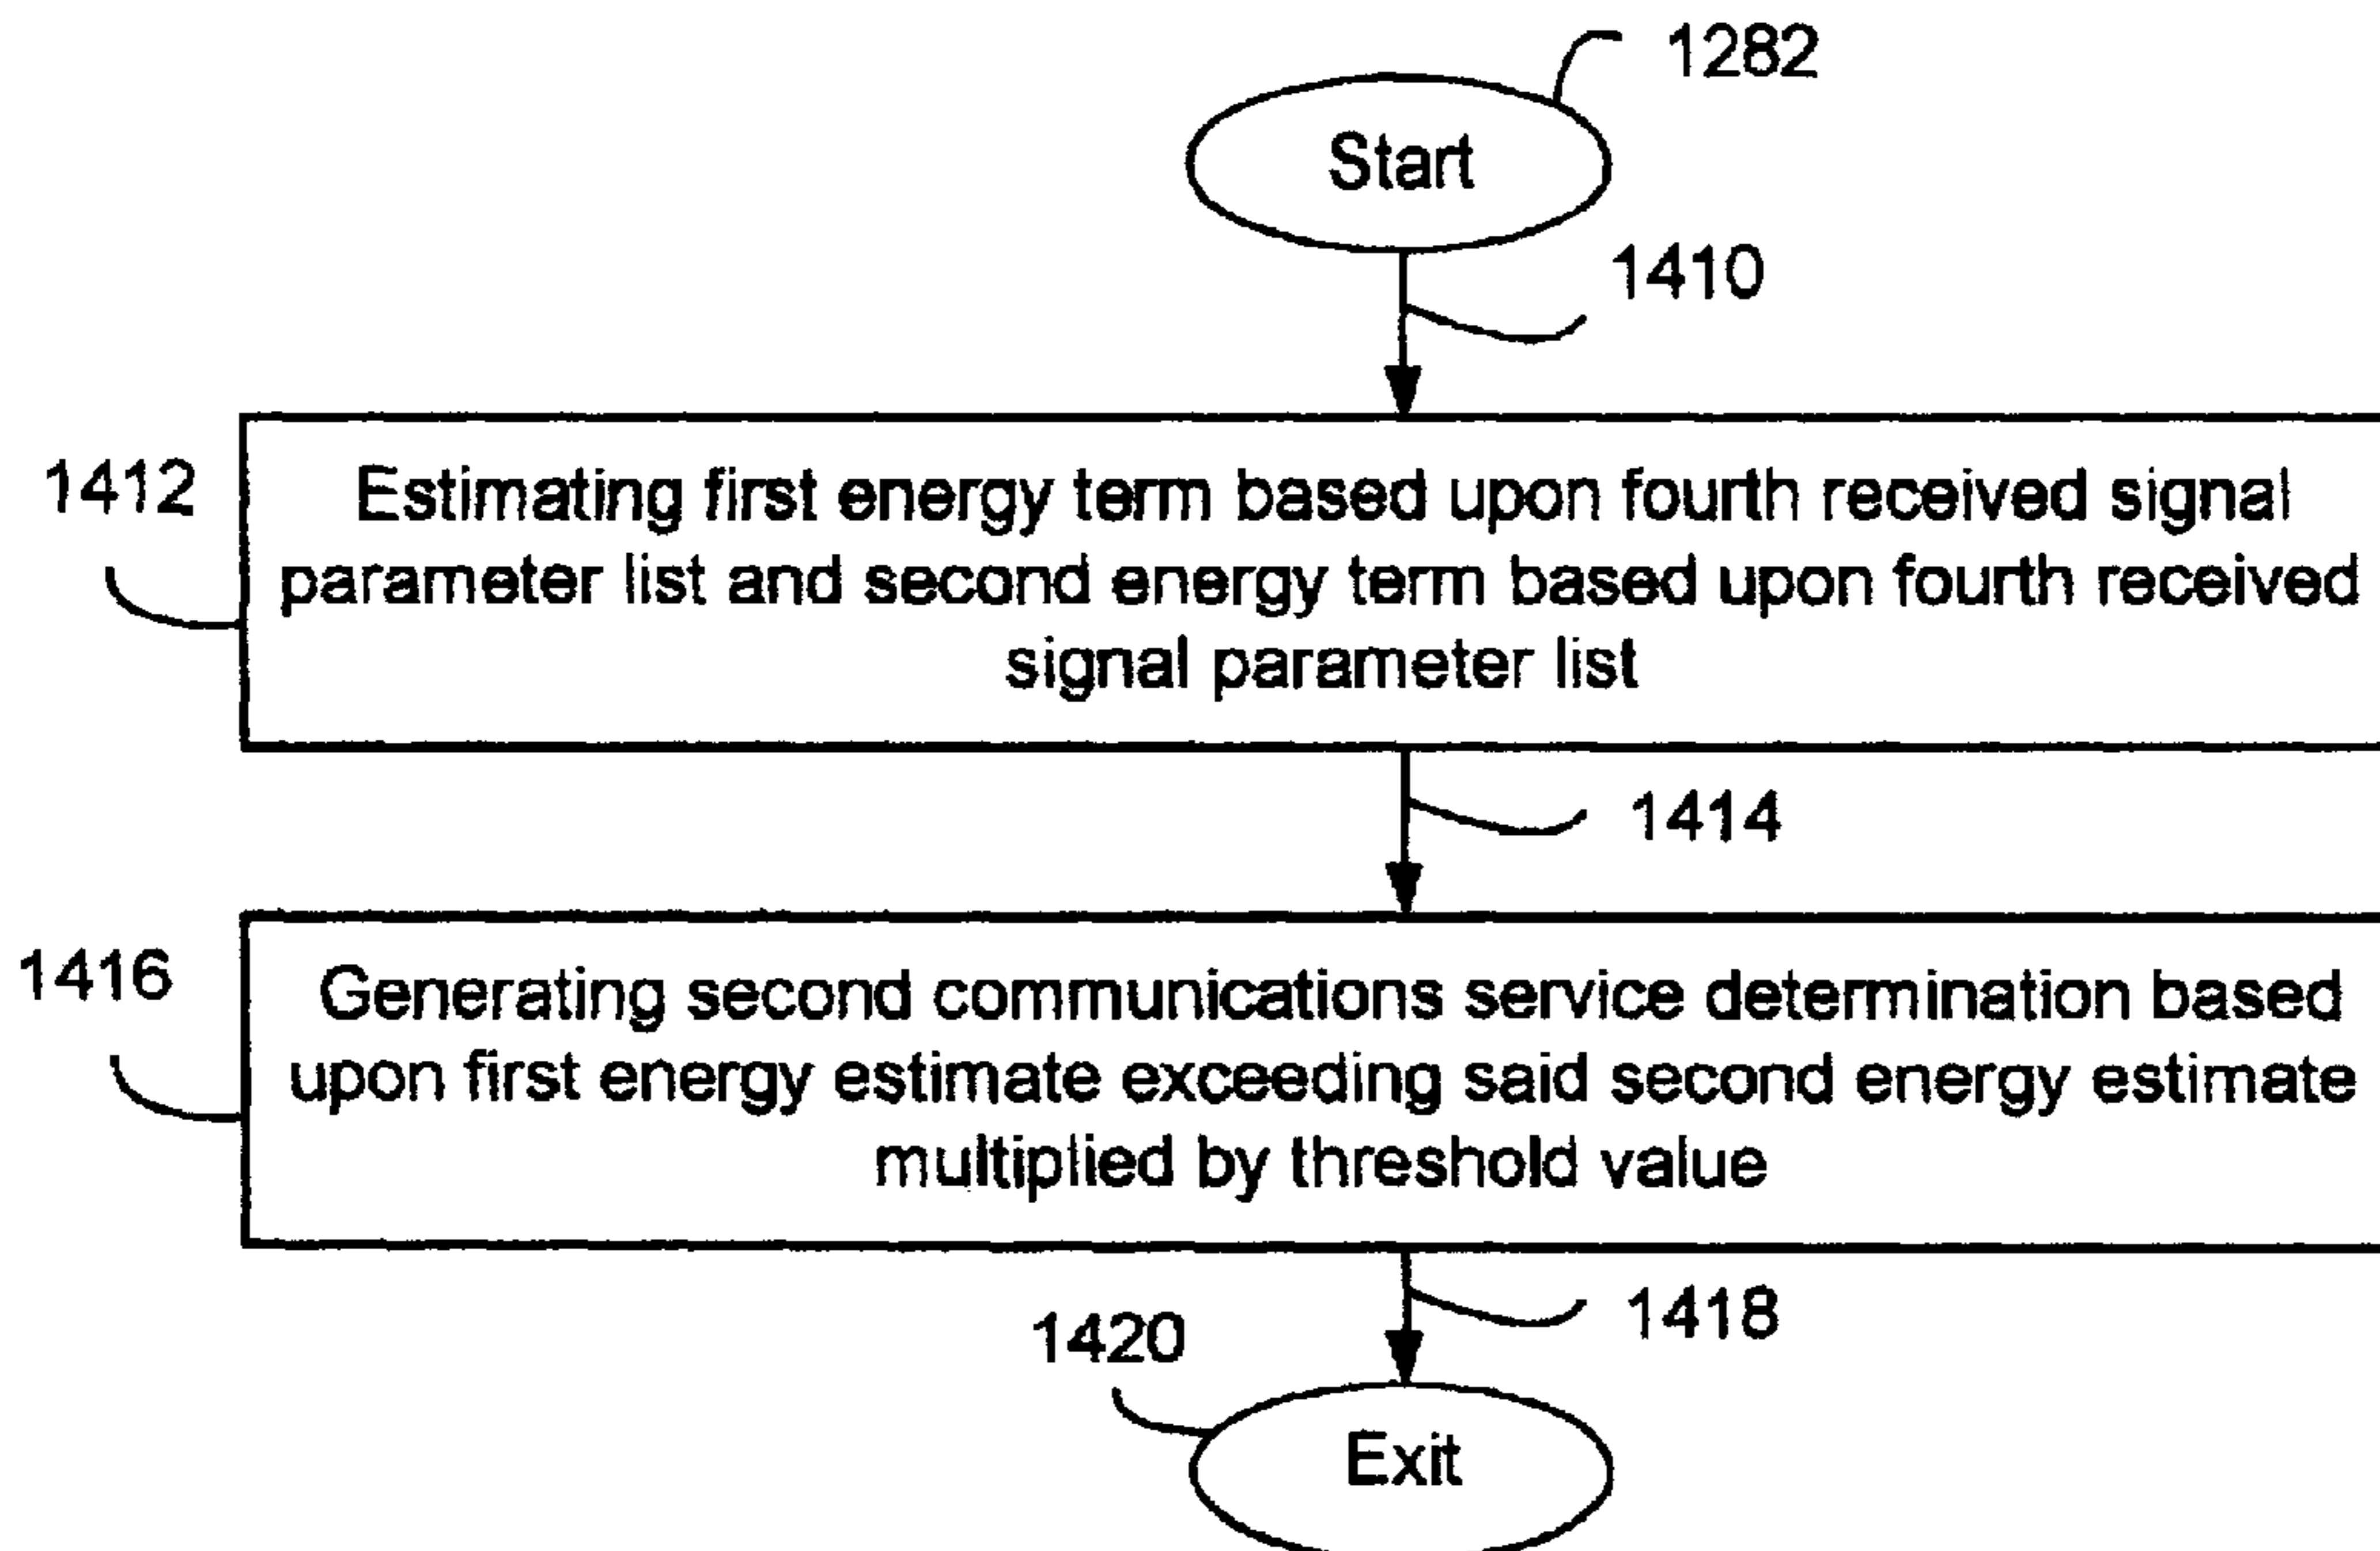 1282
Start
1410
1412
Estimating first energy term based upon fourth received signal
parameter list and second energy term based upon fourth received
signal parameter list
1414
1416
Generating second communications service determination based
upon first energy estimate exceeding said second energy estimate
multiplied by threshold value
1418
1420
Exit